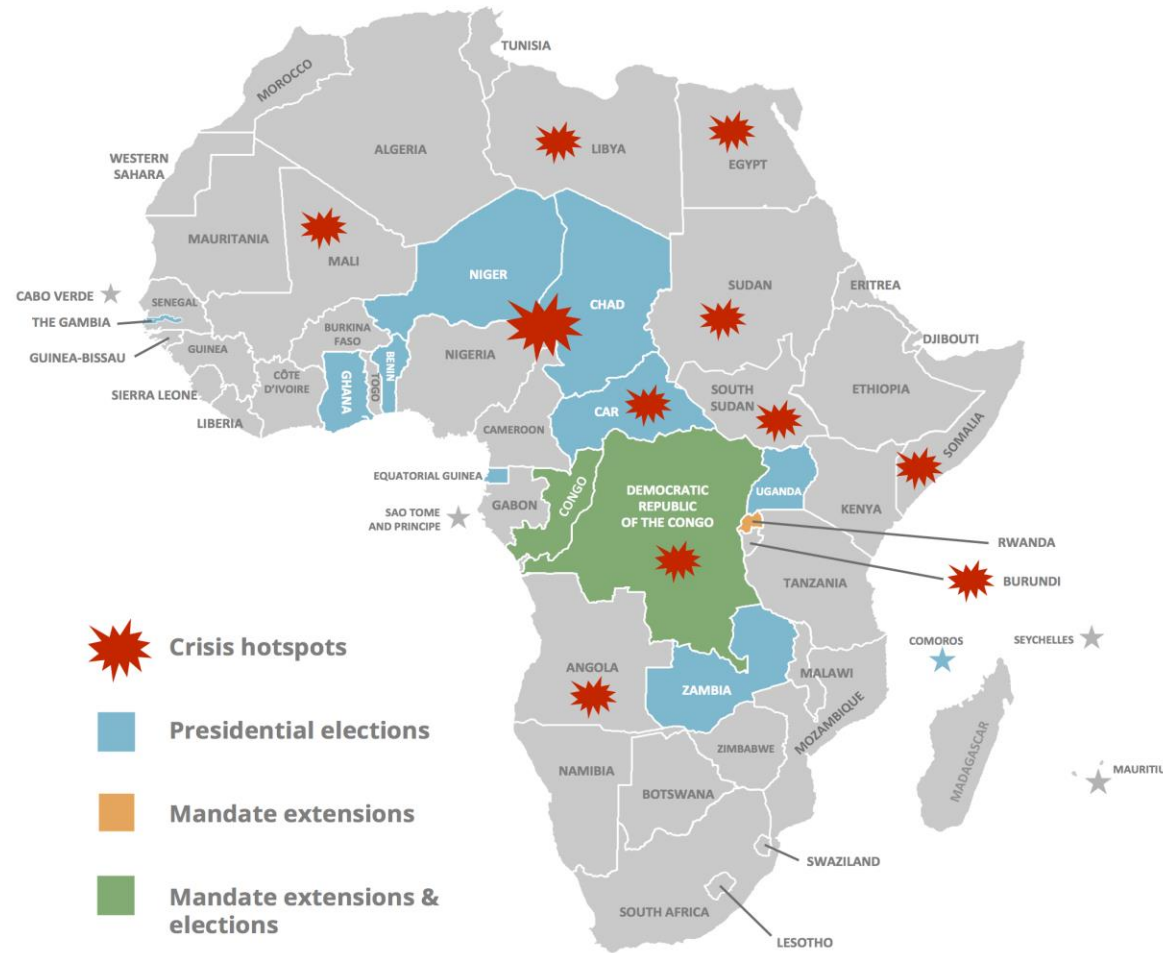 TUNISIA
MOROCCO
ALGERIA
LIBYA
EGYPT
WESTERN
SAHARA
MAURITANIA
MALI
NIGER
CHAD
SUDAN
ERITREA
CABO VERDE
SENEGAL
THE GAMBIA
GUINEA-BISSAU
GUINEA
BURKINA
FASO
NIGERIA
BENIN
DJIBOUTI
SIERRA LEONE
CÔTE
D'IVOIRE
GHANA
TOGO
ETHIOPIA
SOUTH
SUDAN
LIBERIA
CAR
CAMEROON
SOMALIA
EQUATORIAL GUINEA
GABON
CONGO
DEMOCRATIC
REPUBLIC
OF THE CONGO
UGANDA
KENYA
SAO TOME
AND PRINCIPE
RWANDA
BURUNDI
TANZANIA
COMOROS
SEYCHELLES
Crisis hotspots
ANGOLA
MALAWI
ZAMBIA
MOZAMBIQUE
Presidential elections
ZIMBABWE
MADAGASCAR
NAMIBIA
BOTSWANA
MAURITIU
Mandate extensions
SWAZILAND
Mandate extensions &
elections
SOUTH AFRICA
LESOTHO